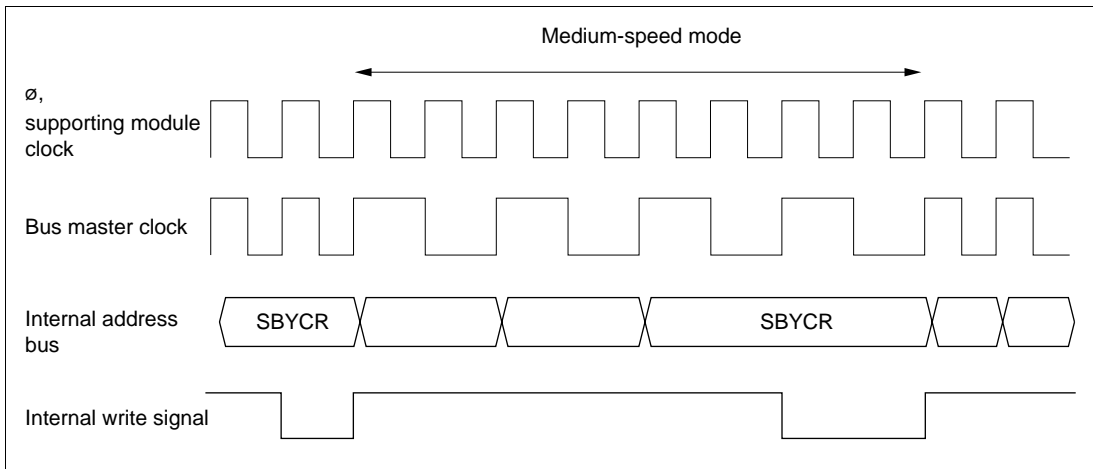 Medium-speed mode
ø,
supporting module
clock
Bus master clock
Internal address
bus
SBYCR
SBYCR
Internal write signal